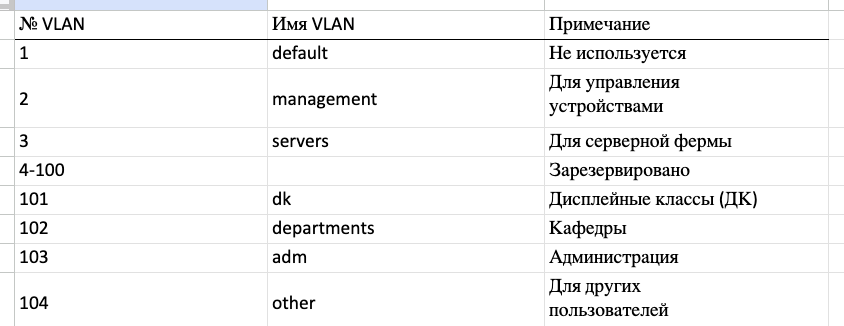 № VLAN Имя VLAN Примечание
1 default Не используется
2 management Для управления
устройствами
3 servers Для серверной фермы
4-100 Зарезервировано
101 dk Дисплейные классы (ДК)
102 departments Кафедры
103 adm Администрация
104 other Для других
пользователей